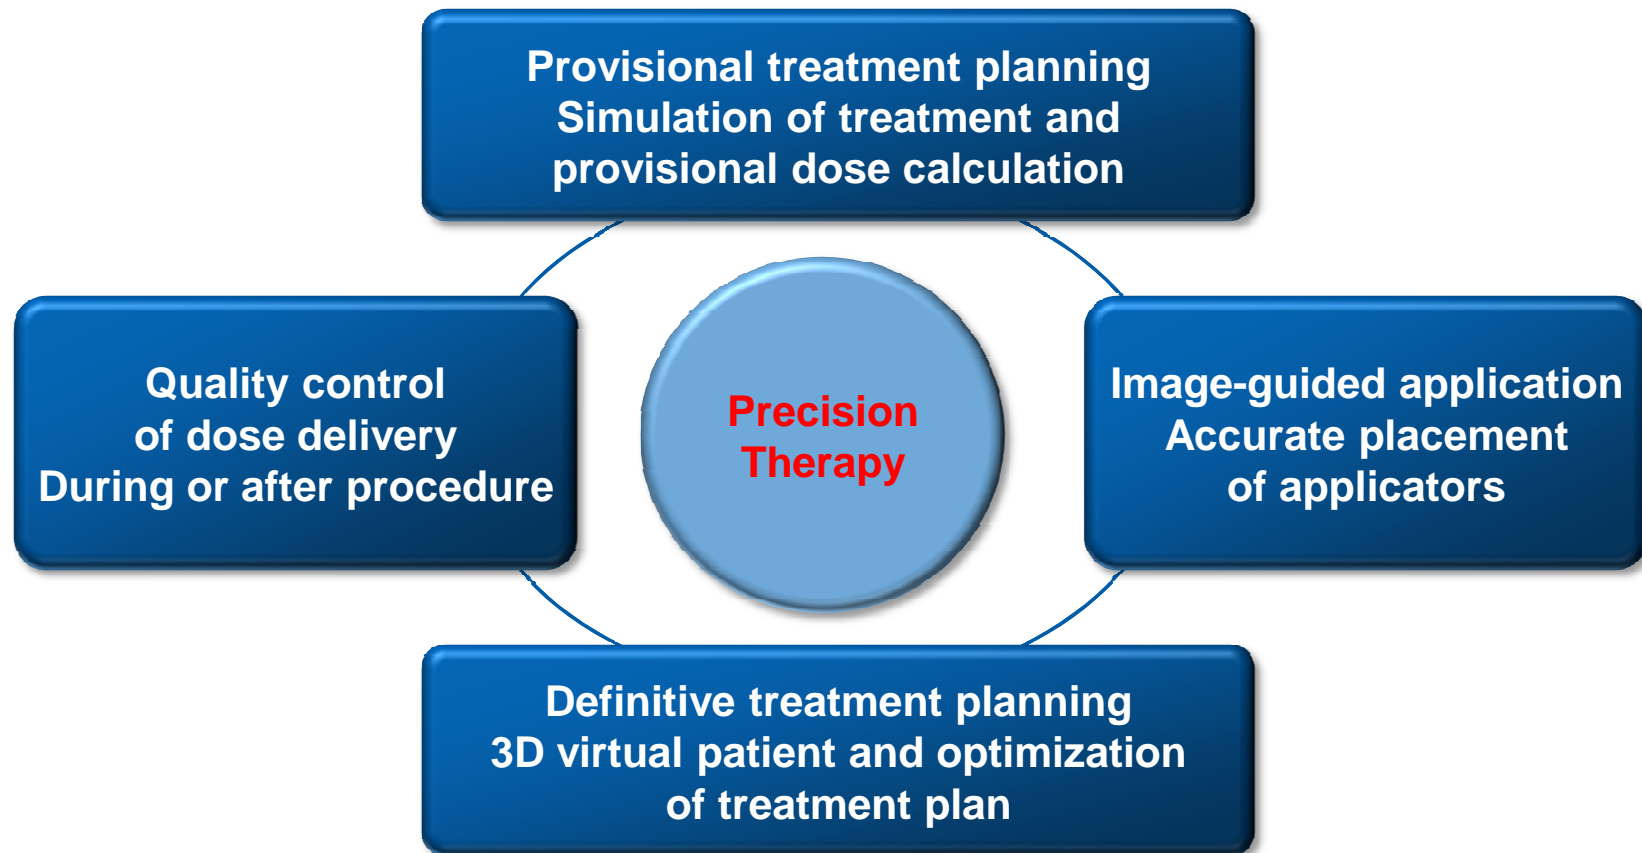 Provisional treatment planning
Simulation of treatment and
provisional dose calculation
Quality control
of dose delivery
During or after procedure
Precision
Therapy
Image-guided application
Accurate placement
of applicators
Definitive treatment planning
3D virtual patient and optimization
of treatment plan